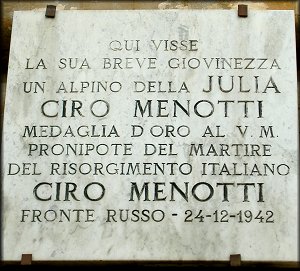 QUI VISSE
LA SUA BREVE GIOVINEZZA
UN ALPINO DELLA JULIA
CIRO MENOTTI
MEDAGLIA D'ORO AL V. M.
PRONIPOTE DEL MARTIRE
DEL RISORGIMENTO ITALIANO
CIRO MENOTTI
FRONTE RUSSO - 24-12-1942